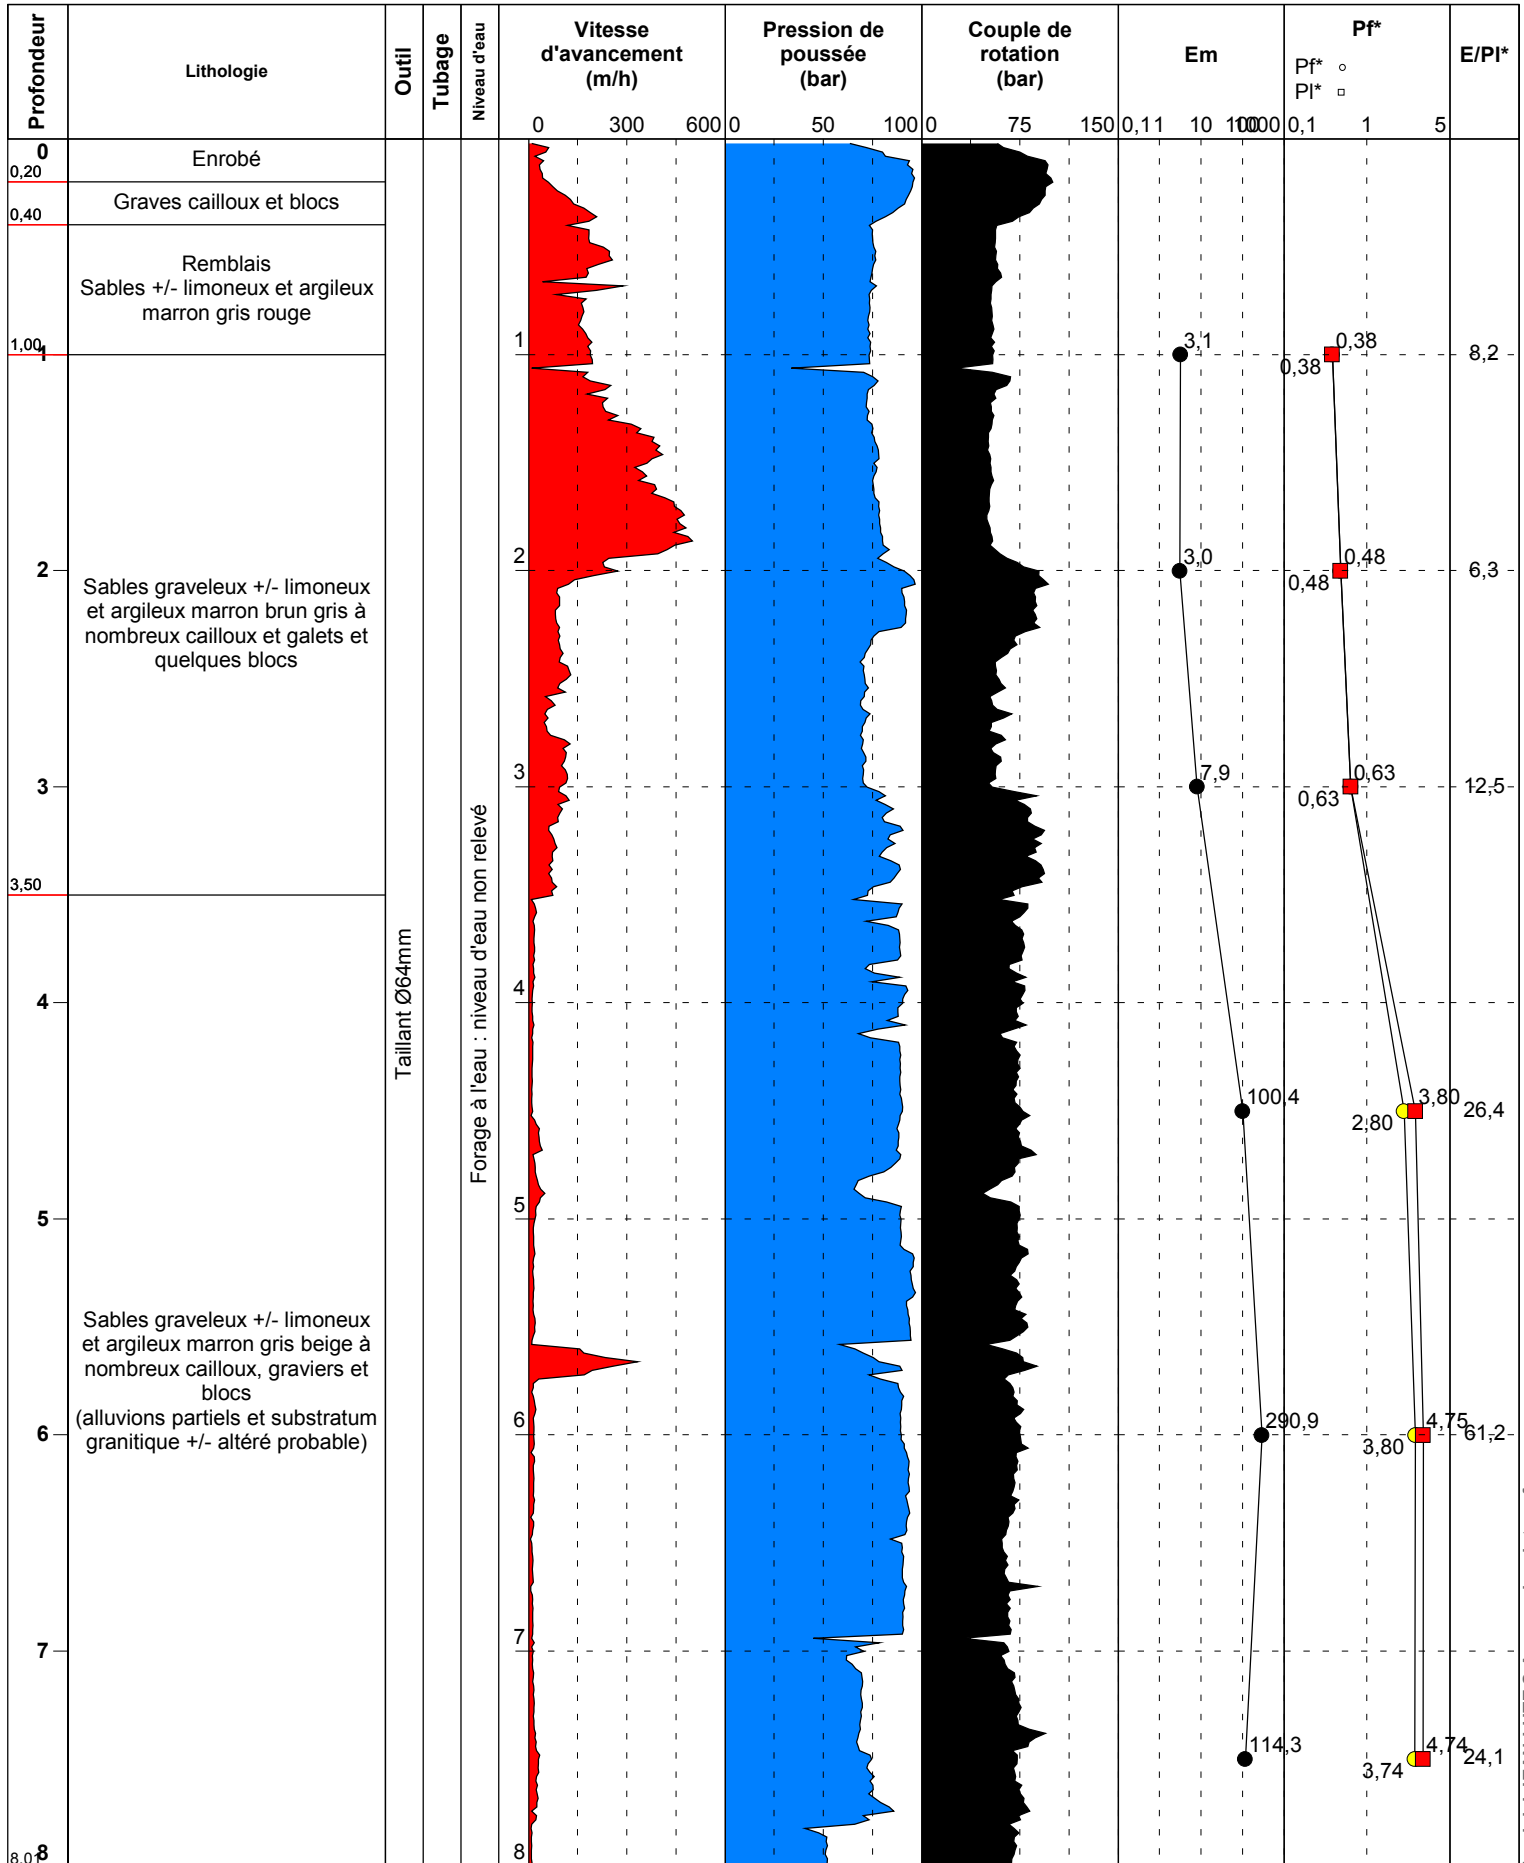 Profondeur
Lithologie
Outil
Tubage
Niveau d'eau
Vitesse
d'avancement
(m/h)
Pression de
poussée
(bar)
Couple de
rotation
(bar)
Em
Pf*
Pf*
Pl*
E/Pl*
0 300 600
0 50 100
0 75 150
0,1 1 10 100 1000
0,1 1 5
0
Enrobé
0,20
Graves cailloux et blocs
0,40
Remblais
Sables +/- limoneux et argileux
marron gris rouge
1,00
1
1
3,1
0,38
0,38
8,2
2
2
3,0
0,48
0,48
6,3
Sables graveleux +/- limoneux
et argileux marron brun gris à
nombreux cailloux et galets et
quelques blocs
3
3
7,9
0,63
0,63
12,5
3,50
Taillant Ø64mm
Forage à l'eau : niveau d'eau non relevé
4
4
100,4
3,80
2,80
26,4
5
5
Sables graveleux +/- limoneux
et argileux marron gris beige à
nombreux cailloux, graviers et
blocs
(alluvions partiels et substratum
granitique +/- altéré probable)
6
6
290,9
4,75
3,80
61,2
7
7
114,3
4,74
3,74
24,1
8
8,01
8